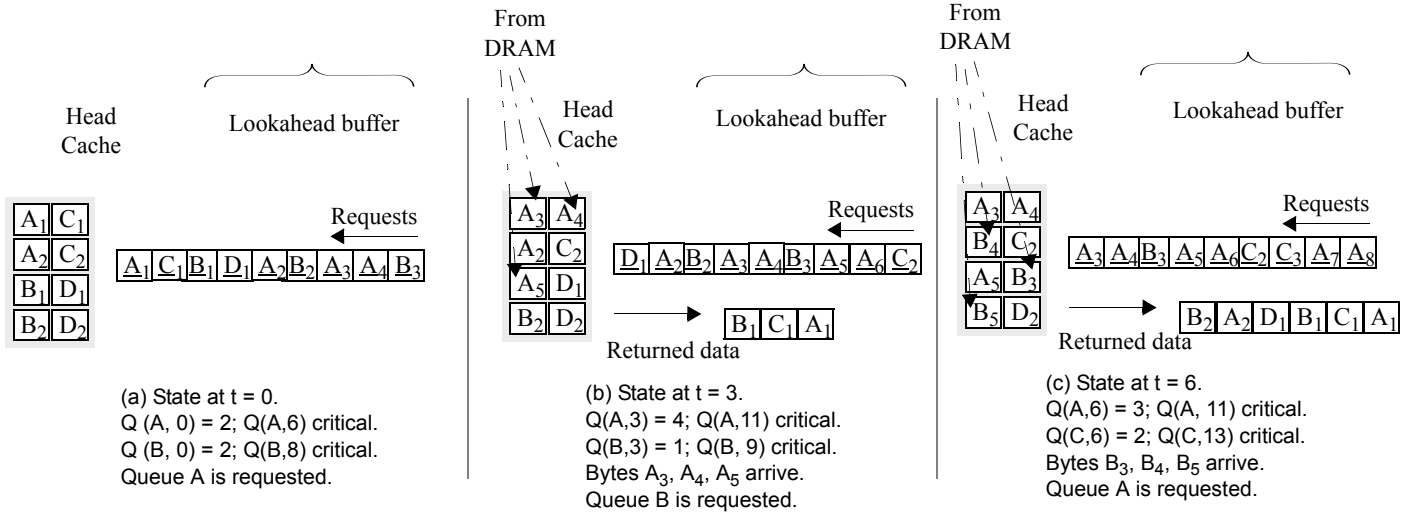 Head
Cache
Lookahead buffer
A1 C1
A2 C2
B1 D1
B2 D2
Requests
A1 C1 B1 D1 A2 B2 A3 A4 B3
(a) State at t = 0.
Q (A, 0) = 2; Q(A,6) critical.
Q (B, 0) = 2; Q(B,8) critical.
Queue A is requested.
From
DRAM
Head
Cache
Lookahead buffer
A3 A4
A2 C2
A5 D1
B2 D2
Requests
D1 A2 B2 A3 A4 B3 A5 A6 C2
B1 C1 A1
Returned data
(b) State at t = 3.
Q(A,3) = 4; Q(A,11) critical.
Q(B,3) = 1; Q(B, 9) critical.
Bytes A3, A4, A5 arrive.
Queue B is requested.
From
DRAM
Head
Cache
Lookahead buffer
A3 A4
B4 C2
A5 B3
B5 D2
Requests
A3 A4 B3 A5 A6 C2 C3 A7 A8
B2 A2 D1 B1 C1 A1
Returned data
(c) State at t = 6.
Q(A,6) = 3; Q(A, 11) critical.
Q(C,6) = 2; Q(C,13) critical.
Bytes B3, B4, B5 arrive.
Queue A is requested.